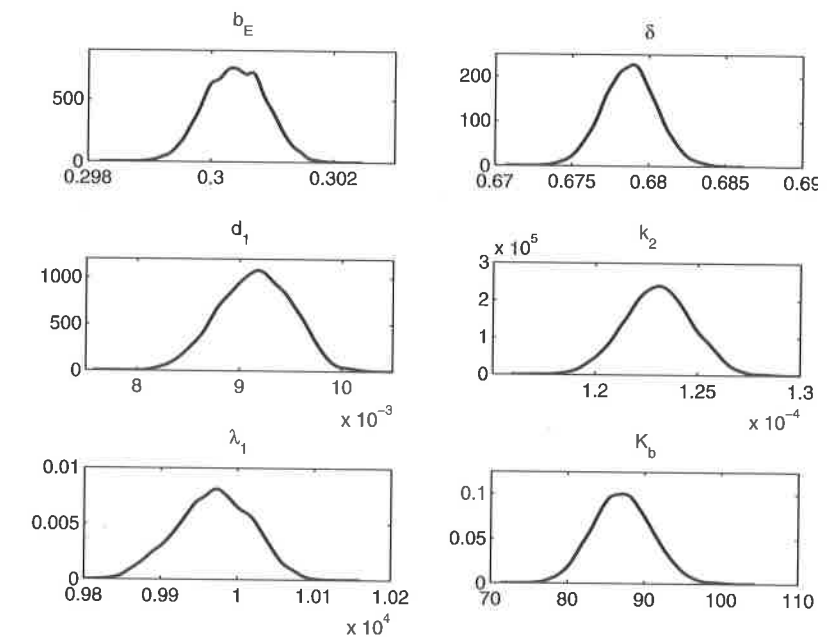 b_E
500
0
0.298 0.3 0.302
δ
200
100
0
0.67 0.675 0.68 0.685 0.69
d_1
1000
500
0
8 9 10
x 10^-3
k_2
x 10^5
3
2
1
0
1.2 1.25 1.3
x 10^-4
λ_1
0.01
0.005
0
0.98 0.99 1 1.01 1.02
x 10^4
K_b
0.1
0.05
0
70 80 90 100 110